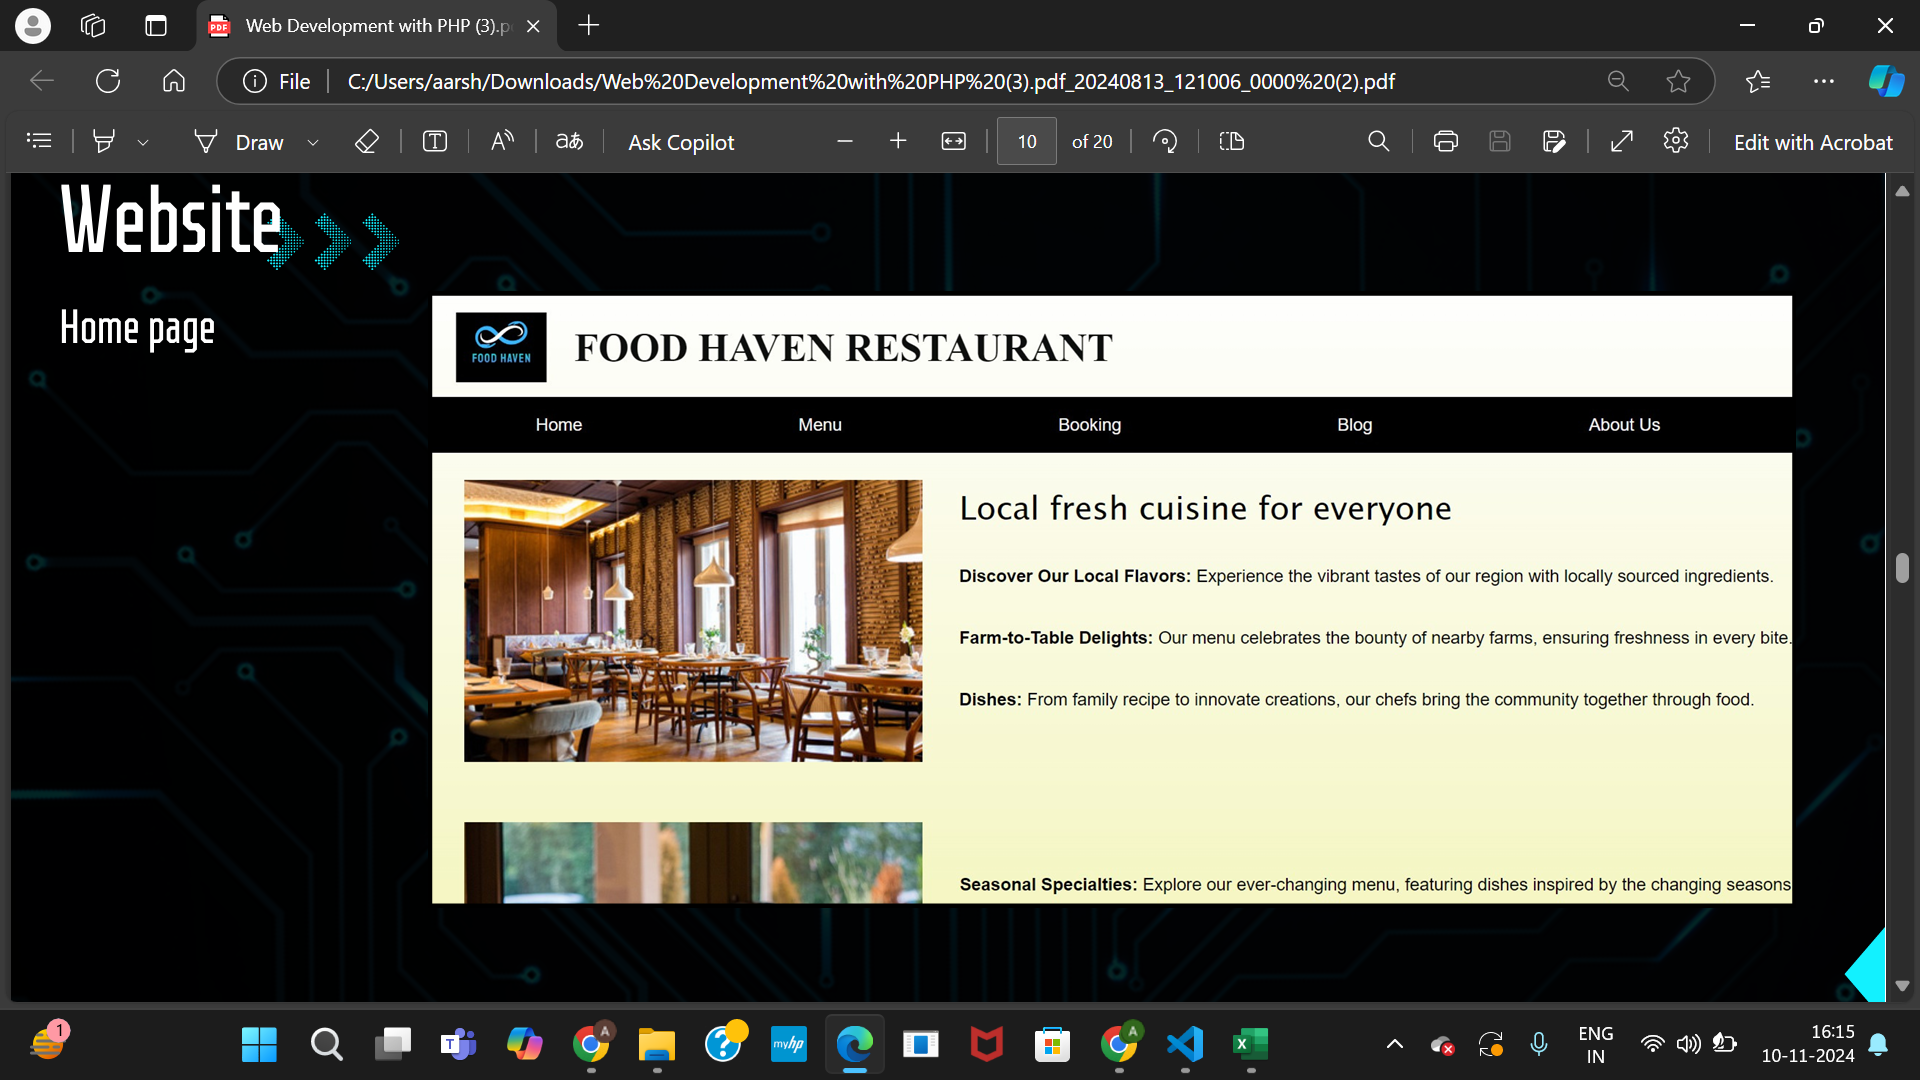 Web Development with PHP (3).p
File
C:/Users/aarsh/Downloads/Web%20Development%20with%20PHP%20(3).pdf_20240813_121006_0000%20(2).pdf
Draw
Ask Copilot
10
of 20
Edit with Acrobat
Website
Home page
FOOD HAVEN
FOOD HAVEN RESTAURANT
Home
Menu
Booking
Blog
About Us
Local fresh cuisine for everyone
Discover Our Local Flavors: Experience the vibrant tastes of our region with locally sourced ingredients.
Farm-to-Table Delights: Our menu celebrates the bounty of nearby farms, ensuring freshness in every bite.
Dishes: From family recipe to innovate creations, our chefs bring the community together through food.
Seasonal Specialties: Explore our ever-changing menu, featuring dishes inspired by the changing seasons
1
myhp
A
A
ENG
IN
16:15
10-11-2024